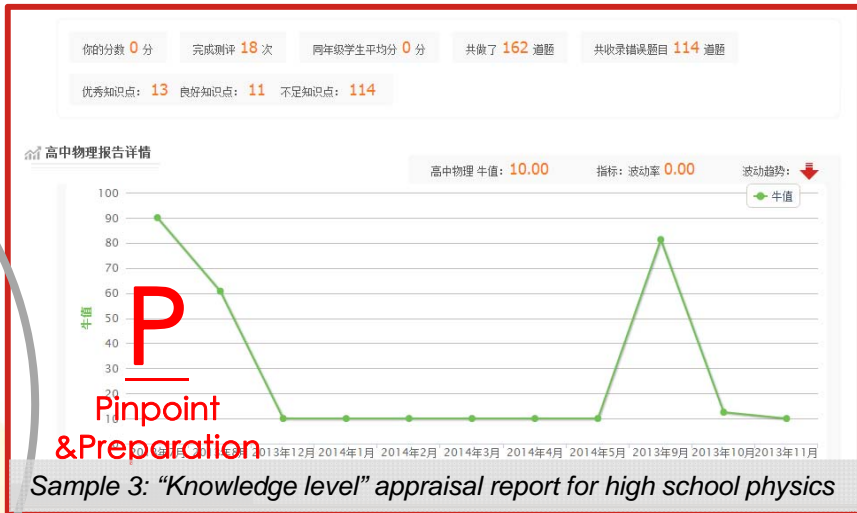 你的分数 0 分 完成测评 18 次 同年级学生平均分 0 分 共做了 162 道题 共收录错误题目 114 道题
优秀知识点： 13 良好知识点： 11 不足知识点： 114
高中物理报告详情
高中物理 牛值：10.00 指标：波动率 0.00 波动趋势：
牛值
100
90
80
70
60
50
40
30
20
10
牛值
P
Pinpoint
&Preparation
2013年12月 2014年1月 2014年2月 2014年3月 2014年4月 2014年5月 2013年9月 2013年10月 2013年11月
Sample 3: “Knowledge level” appraisal report for high school physics